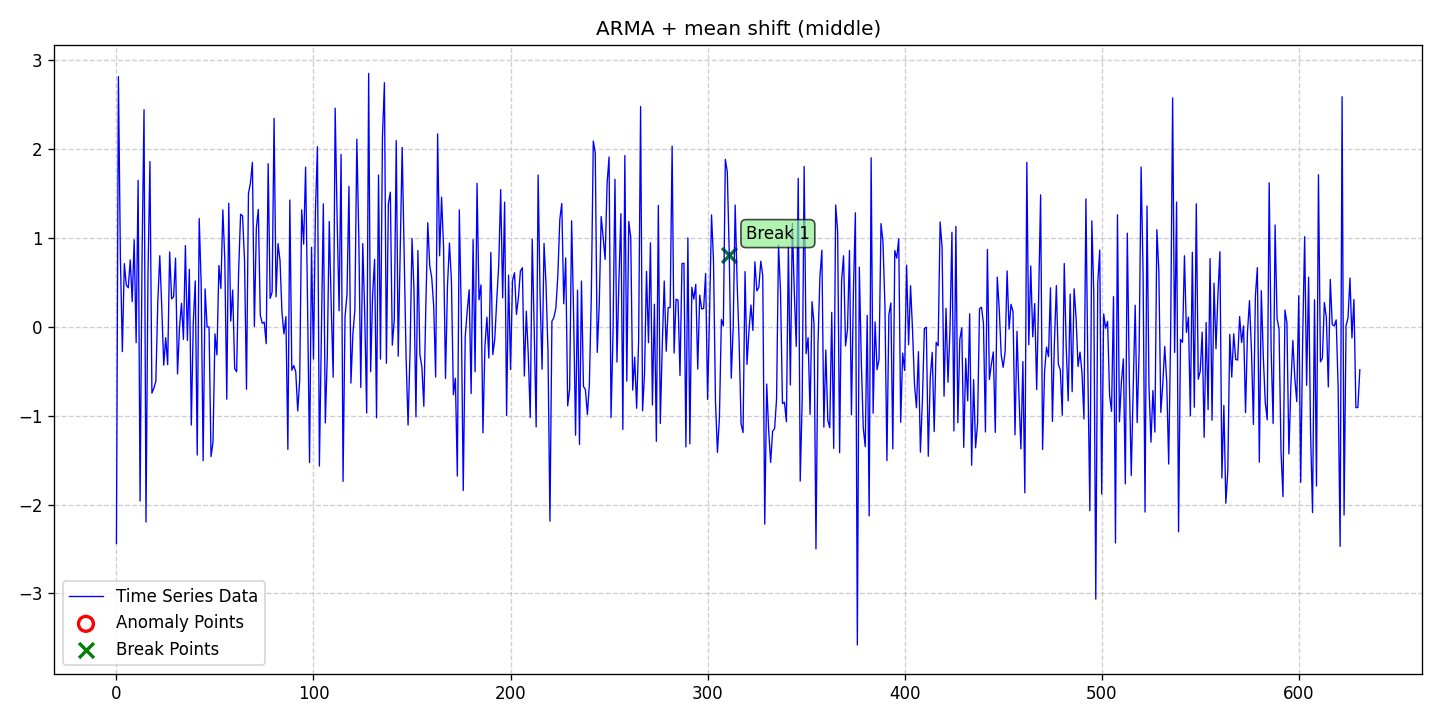 ARMA + mean shift (middle)
3
2
1
0
−1
−2
−3
Break 1
Time Series Data
Anomaly Points
Break Points
0 100 200 300 400 500 600